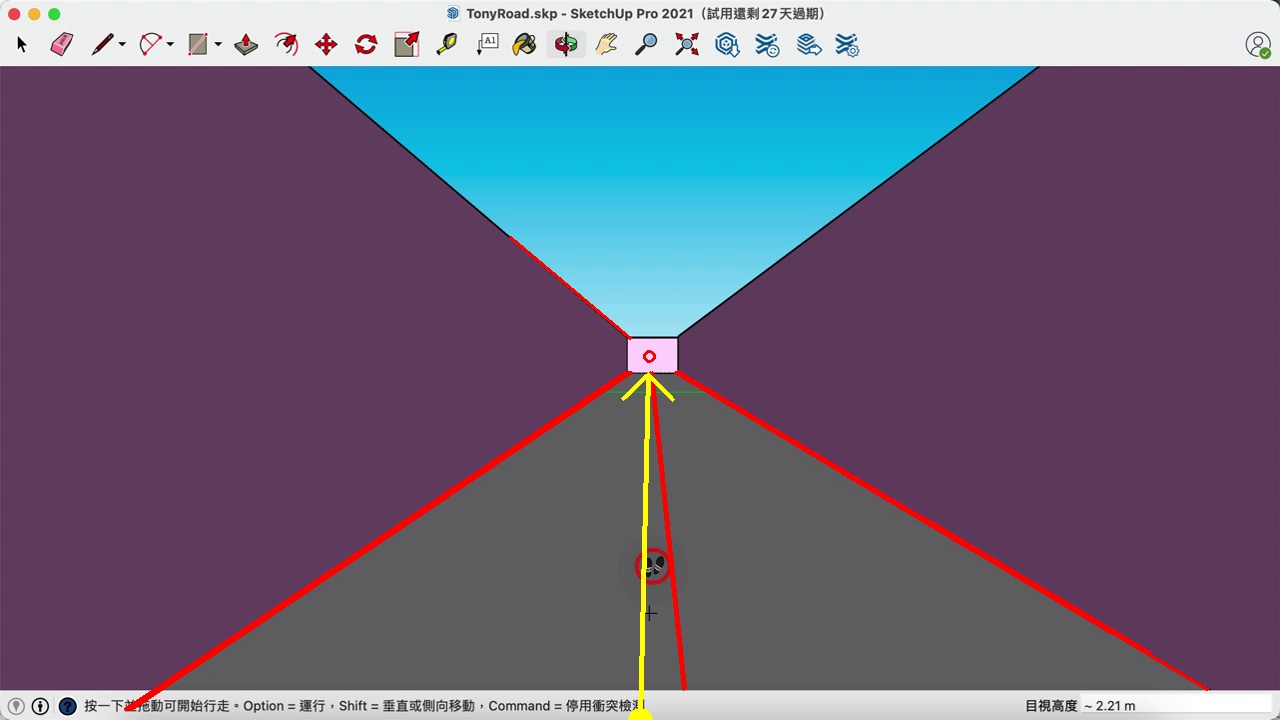 TonyRoad.skp - SketchUp Pro 2021（試用還剩 27 天過期）
A1
按一下並拖動可開始行走。Option = 運行，Shift = 垂直或側向移動，Command = 停用衝突檢測
目視高度 ~ 2.21 m